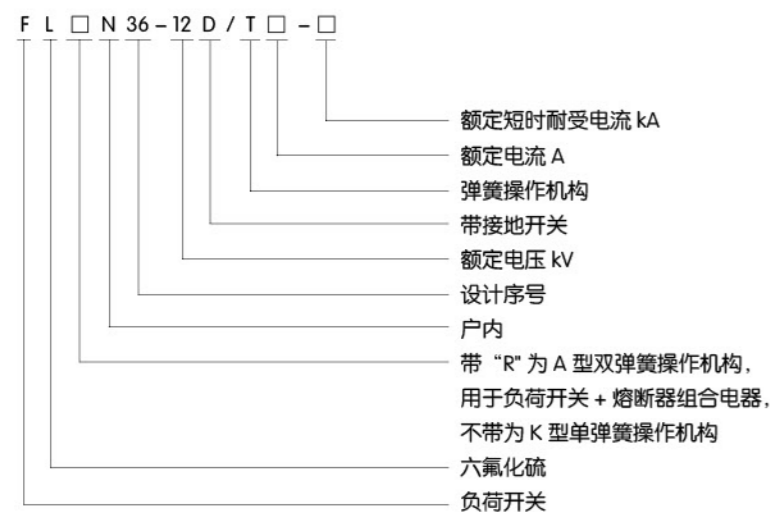 F L □ N 36 – 12 D / T □ – □
额定短时耐受电流 kA
额定电流 A
弹簧操作机构
带接地开关
额定电压 kV
设计序号
户内
带“R"为 A 型双弹簧操作机构，
用于负荷开关 + 熔断器组合电器，
不带为 K 型单弹簧操作机构
六氟化硫
负荷开关